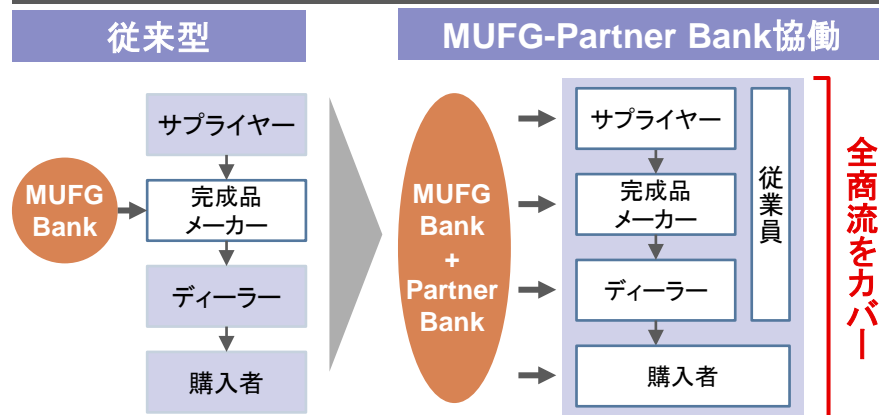 従来型
MUFG-Partner Bank協働
サプライヤー
MUFG
Bank
完成品
メーカー
ディーラー
購入者
MUFG
Bank
+
Partner
Bank
サプライヤー
完成品
メーカー
ディーラー
購入者
従業員
全商流をカバー